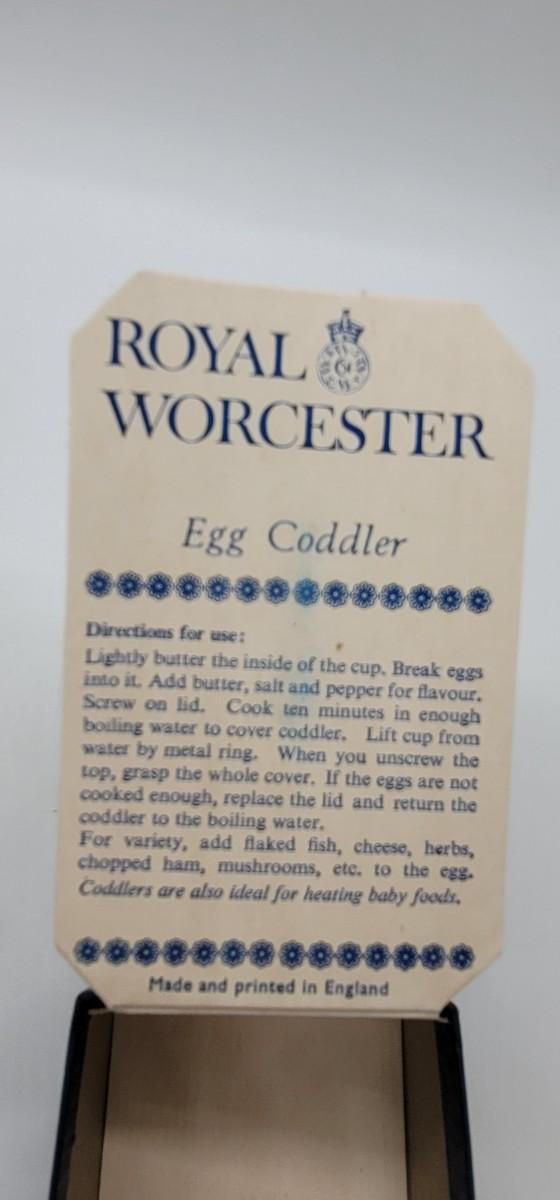 ROYAL
WORCESTER
Egg Coddler
Directions for use:
Lightly butter the inside of the cup. Break eggs
into it. Add butter, salt and pepper for flavour.
Screw on lid. Cook ten minutes in enough
boiling water to cover coddler. Lift cup from
water by metal ring. When you unscrew the
top, grasp the whole cover. If the eggs are not
cooked enough, replace the lid and return the
coddler to the boiling water.
For variety, add flaked fish, cheese, herbs,
chopped ham, mushrooms, etc. to the egg.
Coddlers are also ideal for heating baby foods.
Made and printed in England